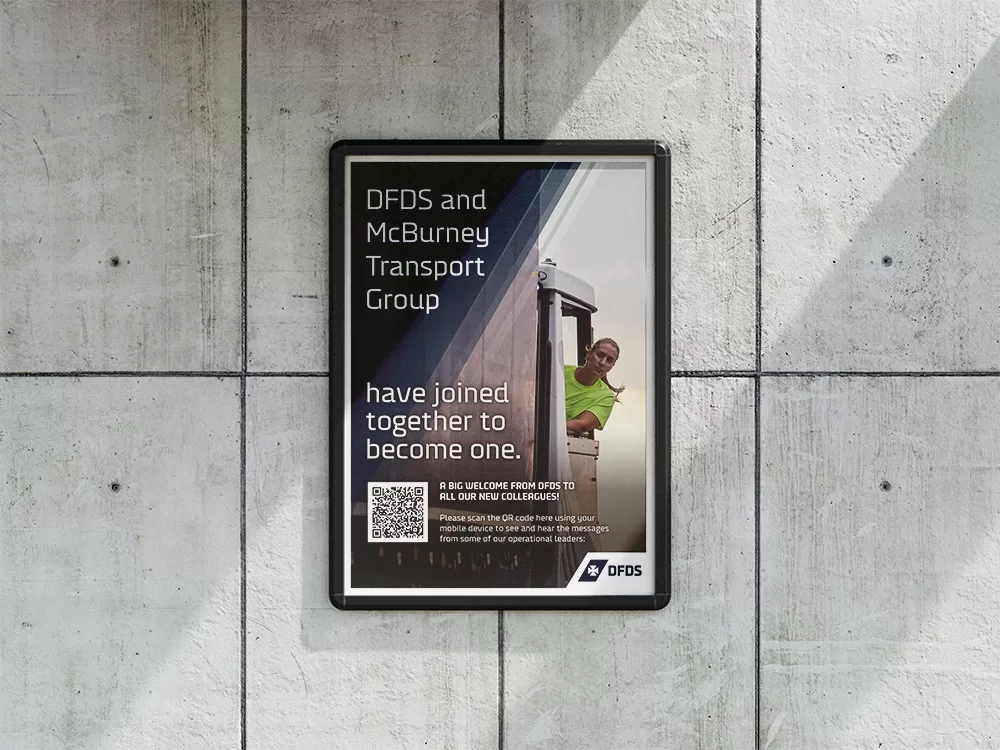 DFDS and
McBurney
Transport
Group
have joined
together to
become one.
A BIG WELCOME FROM DFDS TO
ALL OUR NEW COLLEAGUES!
Please scan the QR code here using your
mobile device to see and hear the messages
from some of our operational leaders:
DFDS